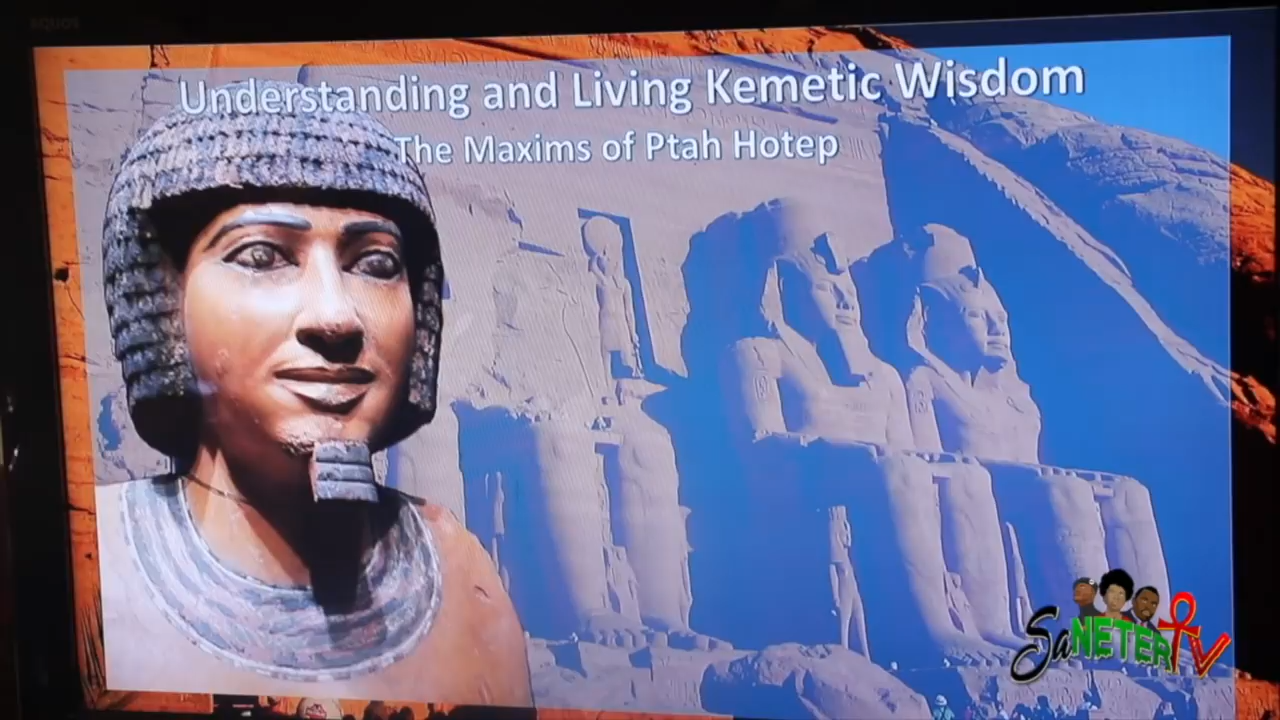 Understanding and Living Kemetic Wisdom
The Maxims of Ptah Hotep
SaNETER TV